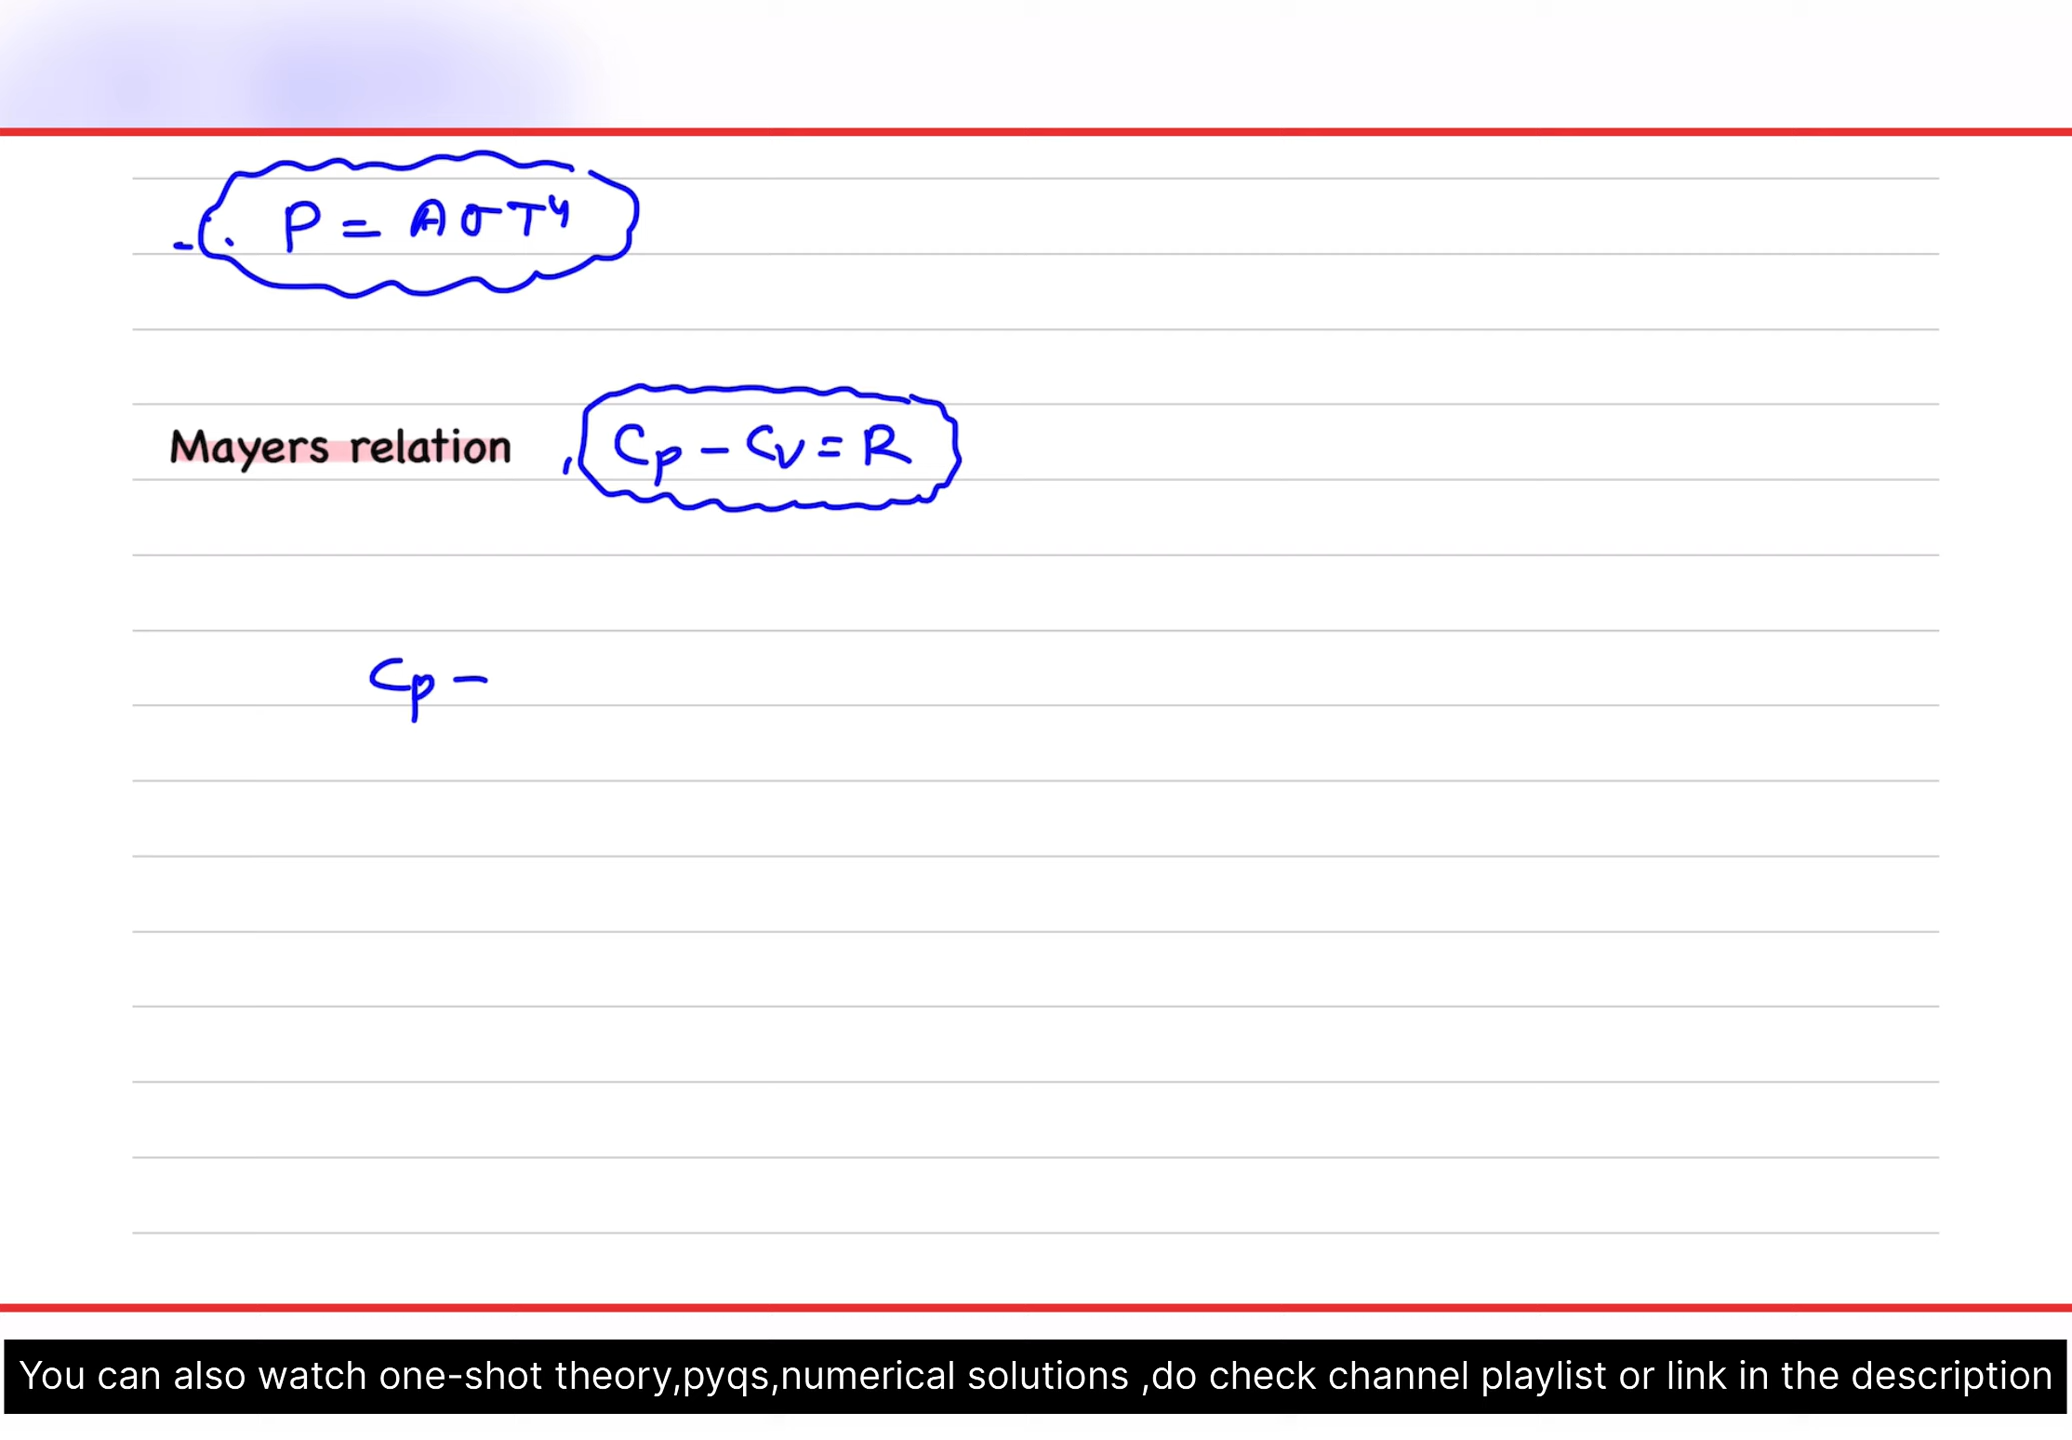 P = AσT⁴
Mayers relation , Cp - Cv = R
Cp -
You can also watch one-shot theory,pyqs,numerical solutions ,do check channel playlist or link in the description